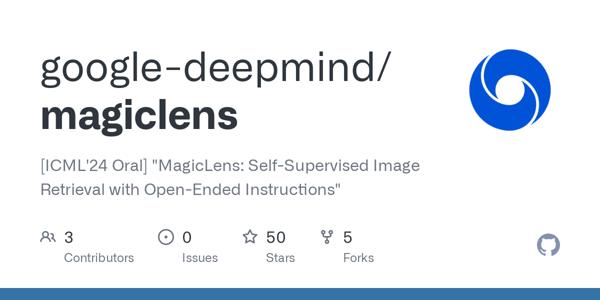 google-deepmind/
magiclens
[ICML'24 Oral] "MagicLens: Self-Supervised Image
Retrieval with Open-Ended Instructions"
3 0 50 5
Contributors Issues Stars Forks